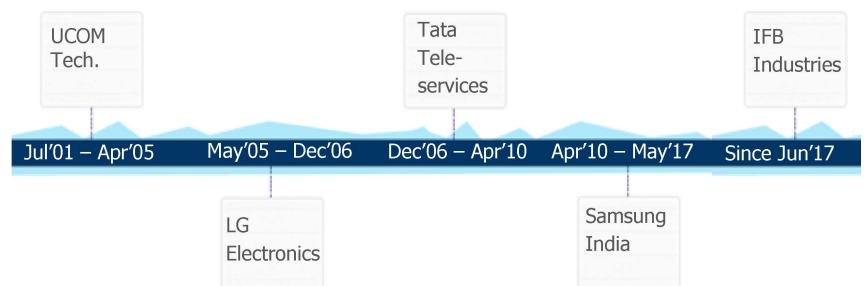 UCOM
Tech.
Tata
Tele-
services
IFB
Industries
Jul'01 – Apr'05
May'05 – Dec'06
Dec'06 – Apr'10
Apr'10 – May'17
Since Jun'17
LG
Electronics
Samsung
India